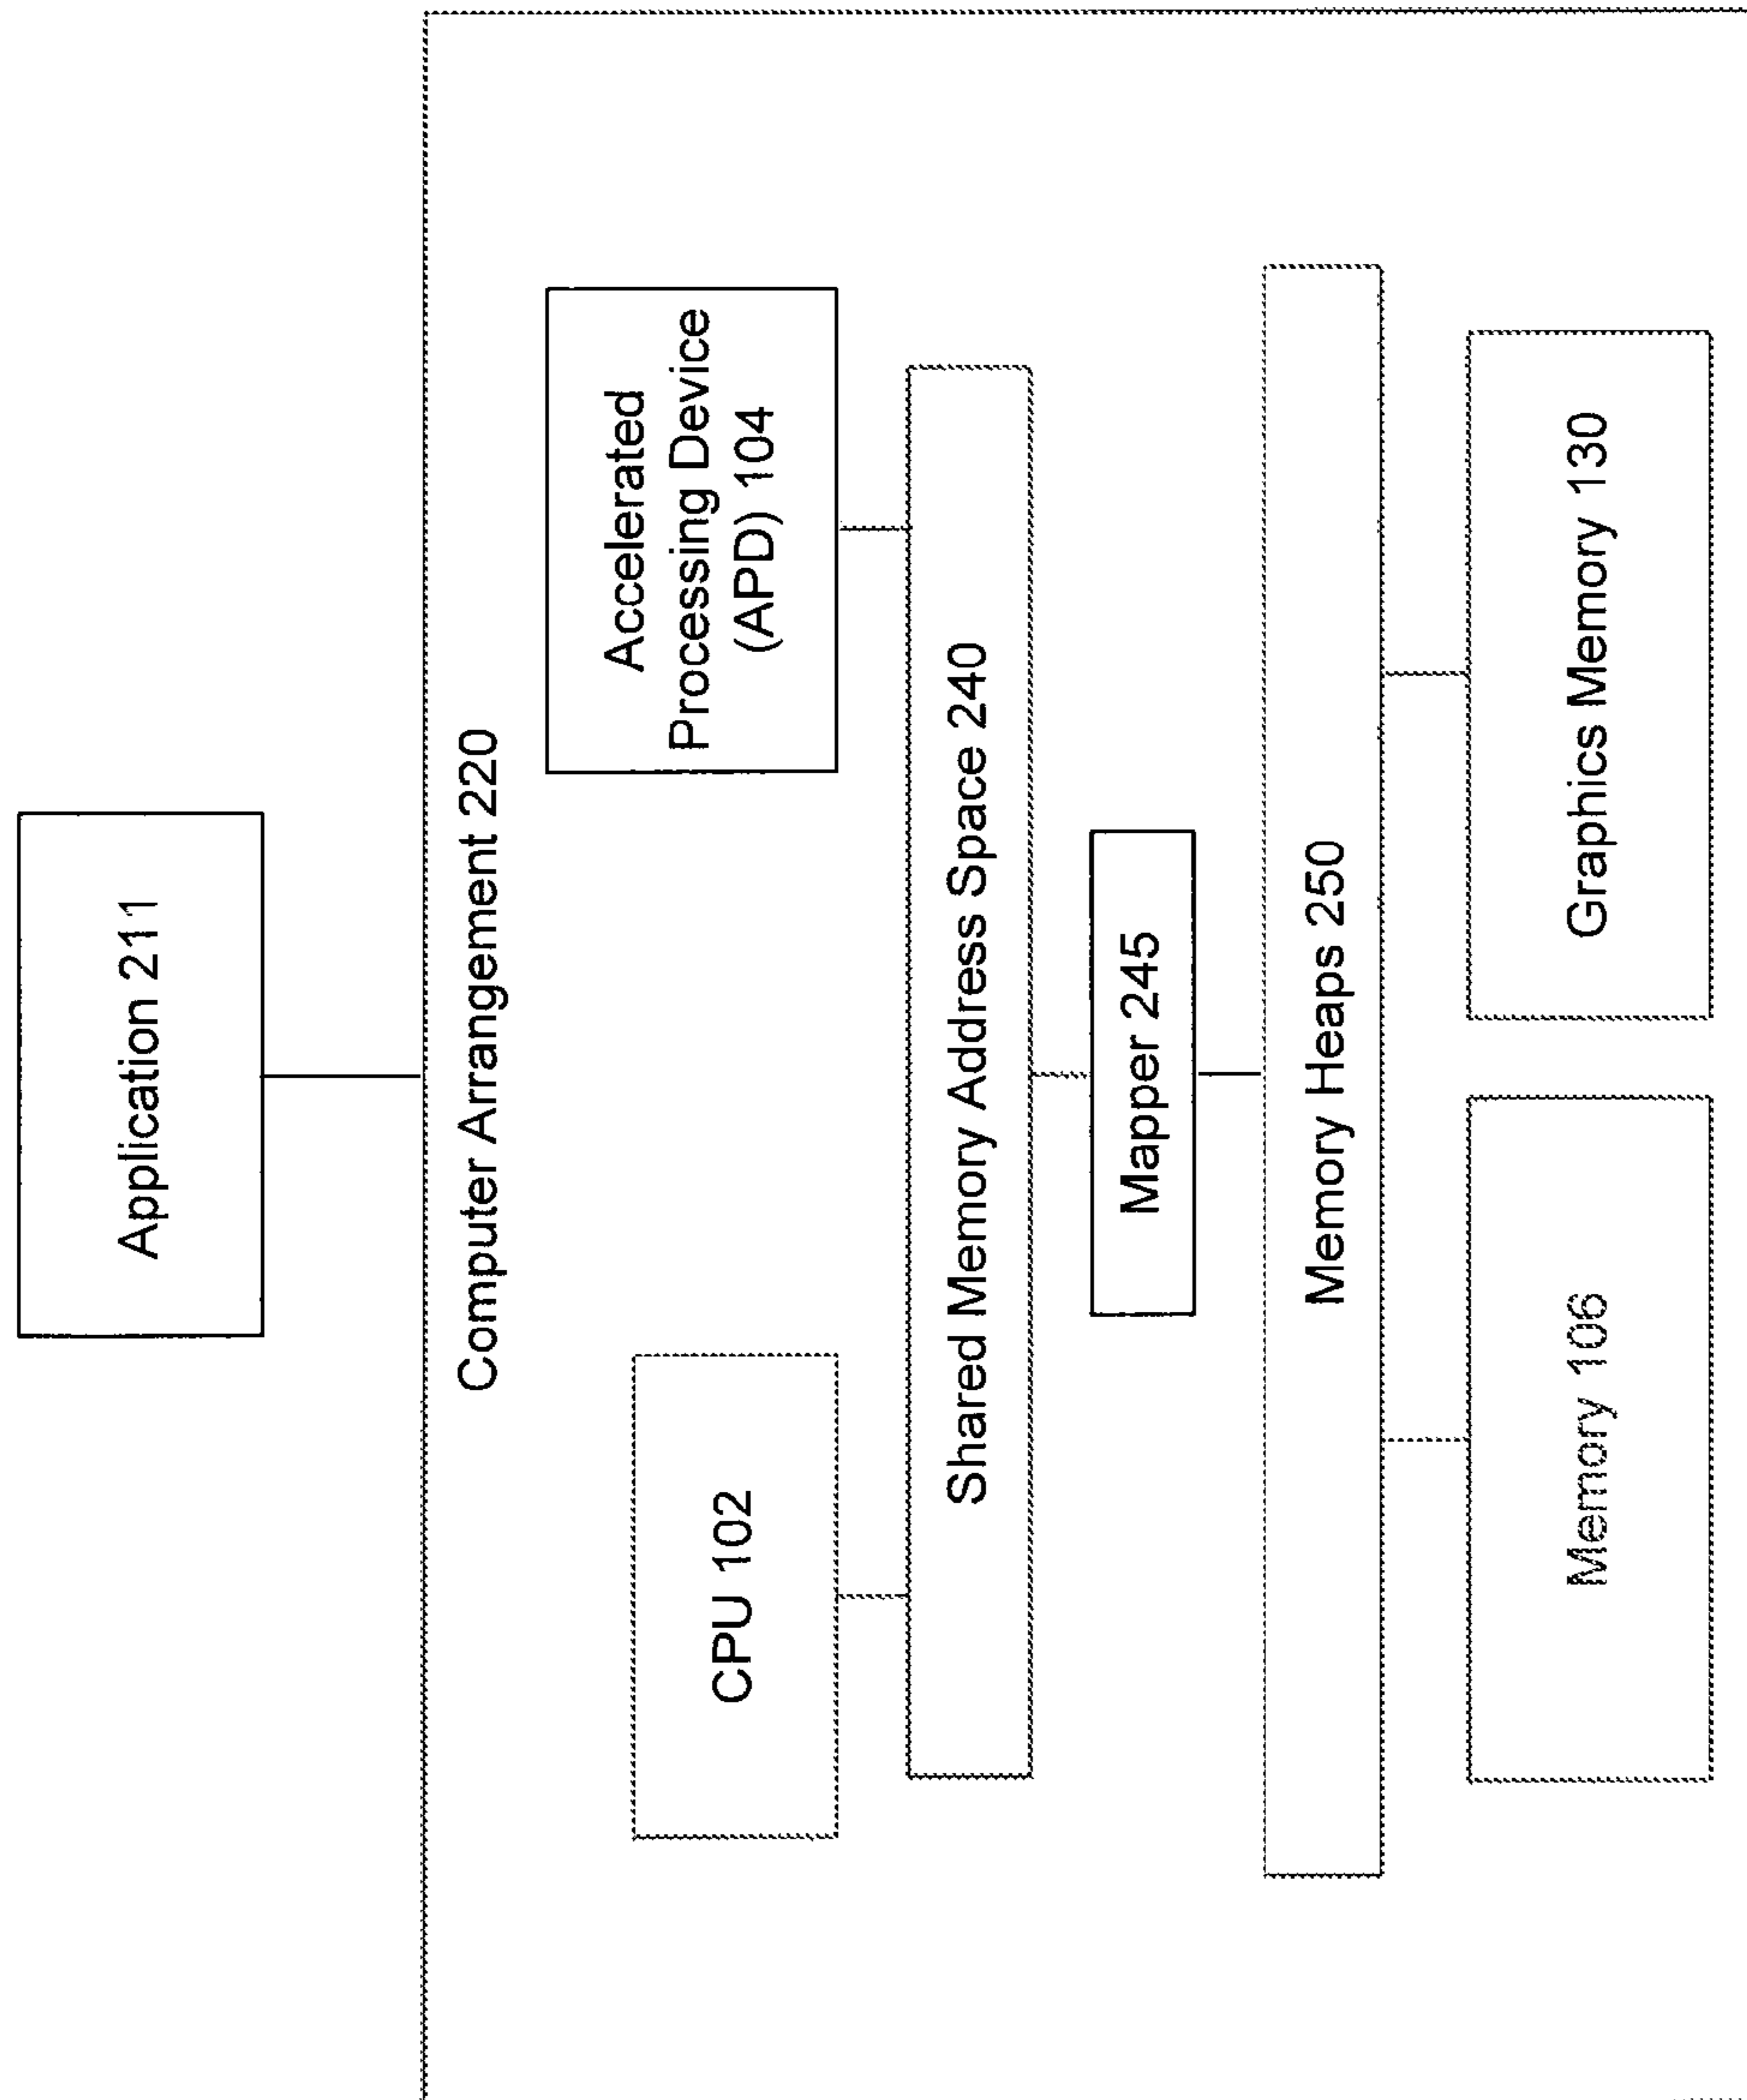 Application 211
Computer Arrangement 220
CPU 102
Accelerated
Processing Device
(APD) 104
Shared Memory Address Space 240
Mapper 245
Memory Heaps 250
Memory 106
Graphics Memory 130